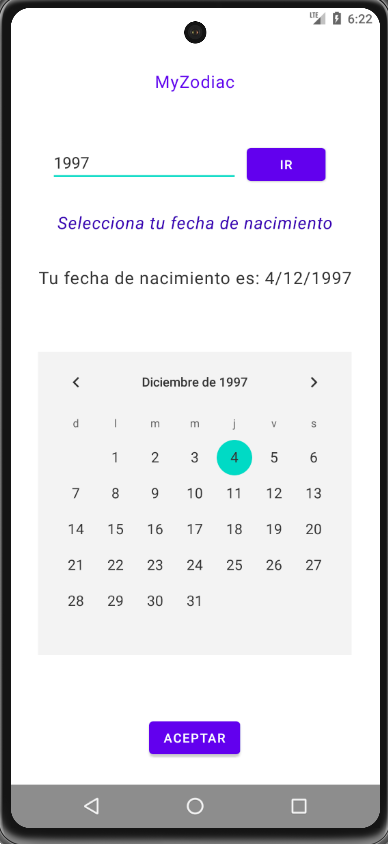 LTE 6:22
MyZodiac
1997 IR
Selecciona tu fecha de nacimiento
Tu fecha de nacimiento es: 4/12/1997
Diciembre de 1997
d l m m j v s
1 2 3 4 5 6
7 8 9 10 11 12 13
14 15 16 17 18 19 20
21 22 23 24 25 26 27
28 29 30 31
ACEPTAR